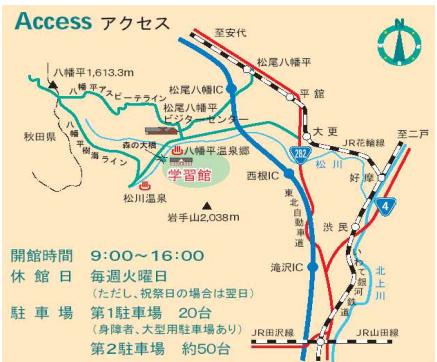 Access アクセス
N
至安代
松尾八幡平
八幡平1,613.3m
松尾八幡平IC
平舘
八幡平アスピーテライン
松尾八幡平
ビジターセンター
大更
JR花輪線
至二戸
秋田県
森の大橋
八幡平樹海ライン
八幡平温泉郷
282
松川
好摩
学習館
西根IC
松川温泉
4
東北自動車道
岩手山2,038m
渋民
いわて銀河鉄道
北上川
滝沢IC
開館時間 9:00～16:00
休館日 毎週火曜日
(ただし、祝祭日の場合は翌日)
駐車場 第1駐車場 20台
(身障者、大型用駐車場あり)
第2駐車場 約50台
JR田沢線
JR山田線